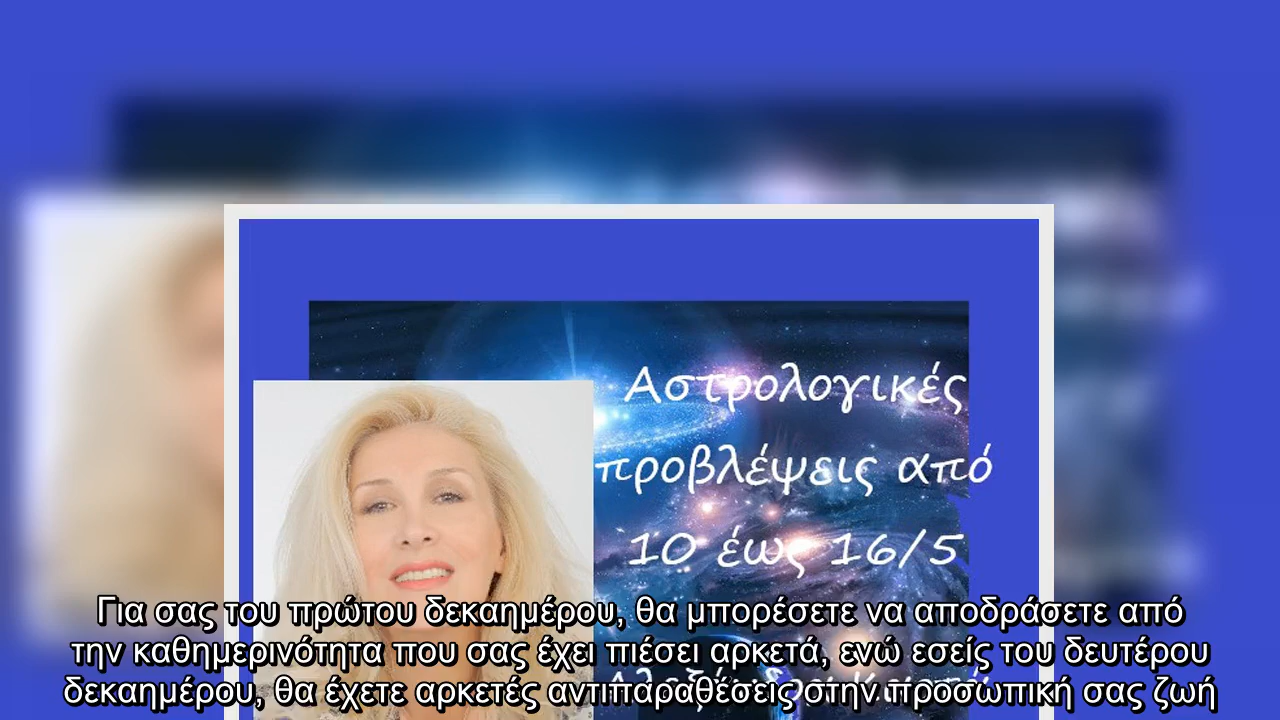 Αστρολογικές
προβλέψεις από
10 έως 16/5
Για σας του πρώτου δεκαημέρου, θα μπορέσετε να αποδράσετε από
την καθημερινότητα που σας έχει πιέσει αρκετά, ενώ εσείς του δευτέρου
δεκαημέρου, θα έχετε αρκετές αντιπαραθέσεις στην προσωπική σας ζωή